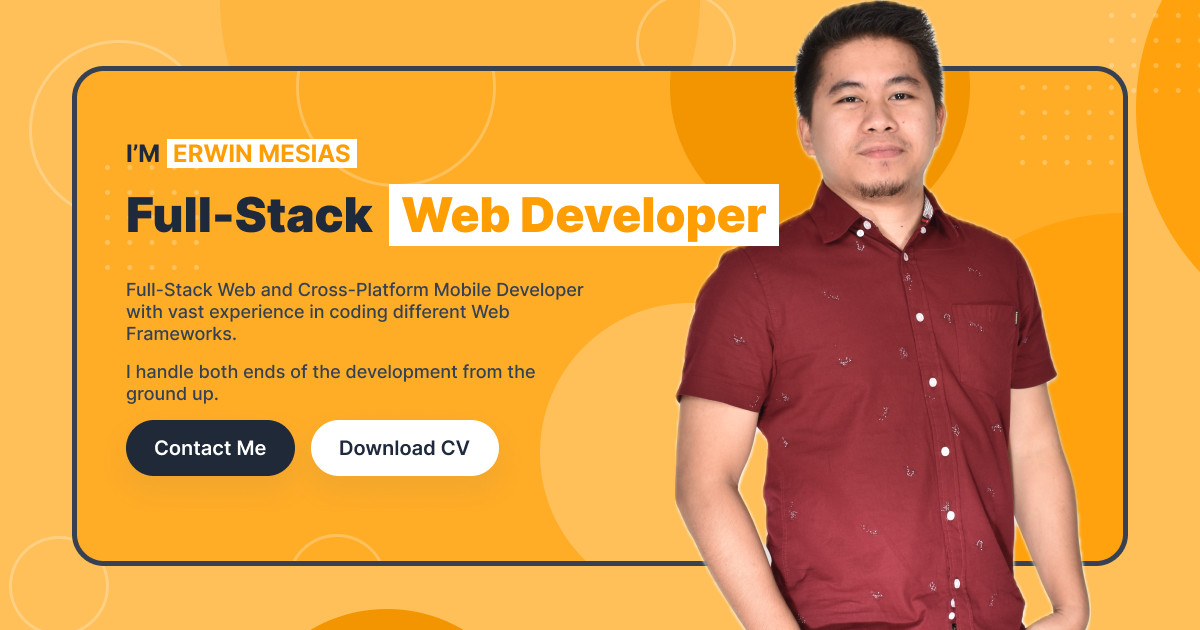 I’M ERWIN MESIAS
Full-Stack Web Developer
Full-Stack Web and Cross-Platform Mobile Developer
with vast experience in coding different Web
Frameworks.
I handle both ends of the development from the
ground up.
Contact Me
Download CV